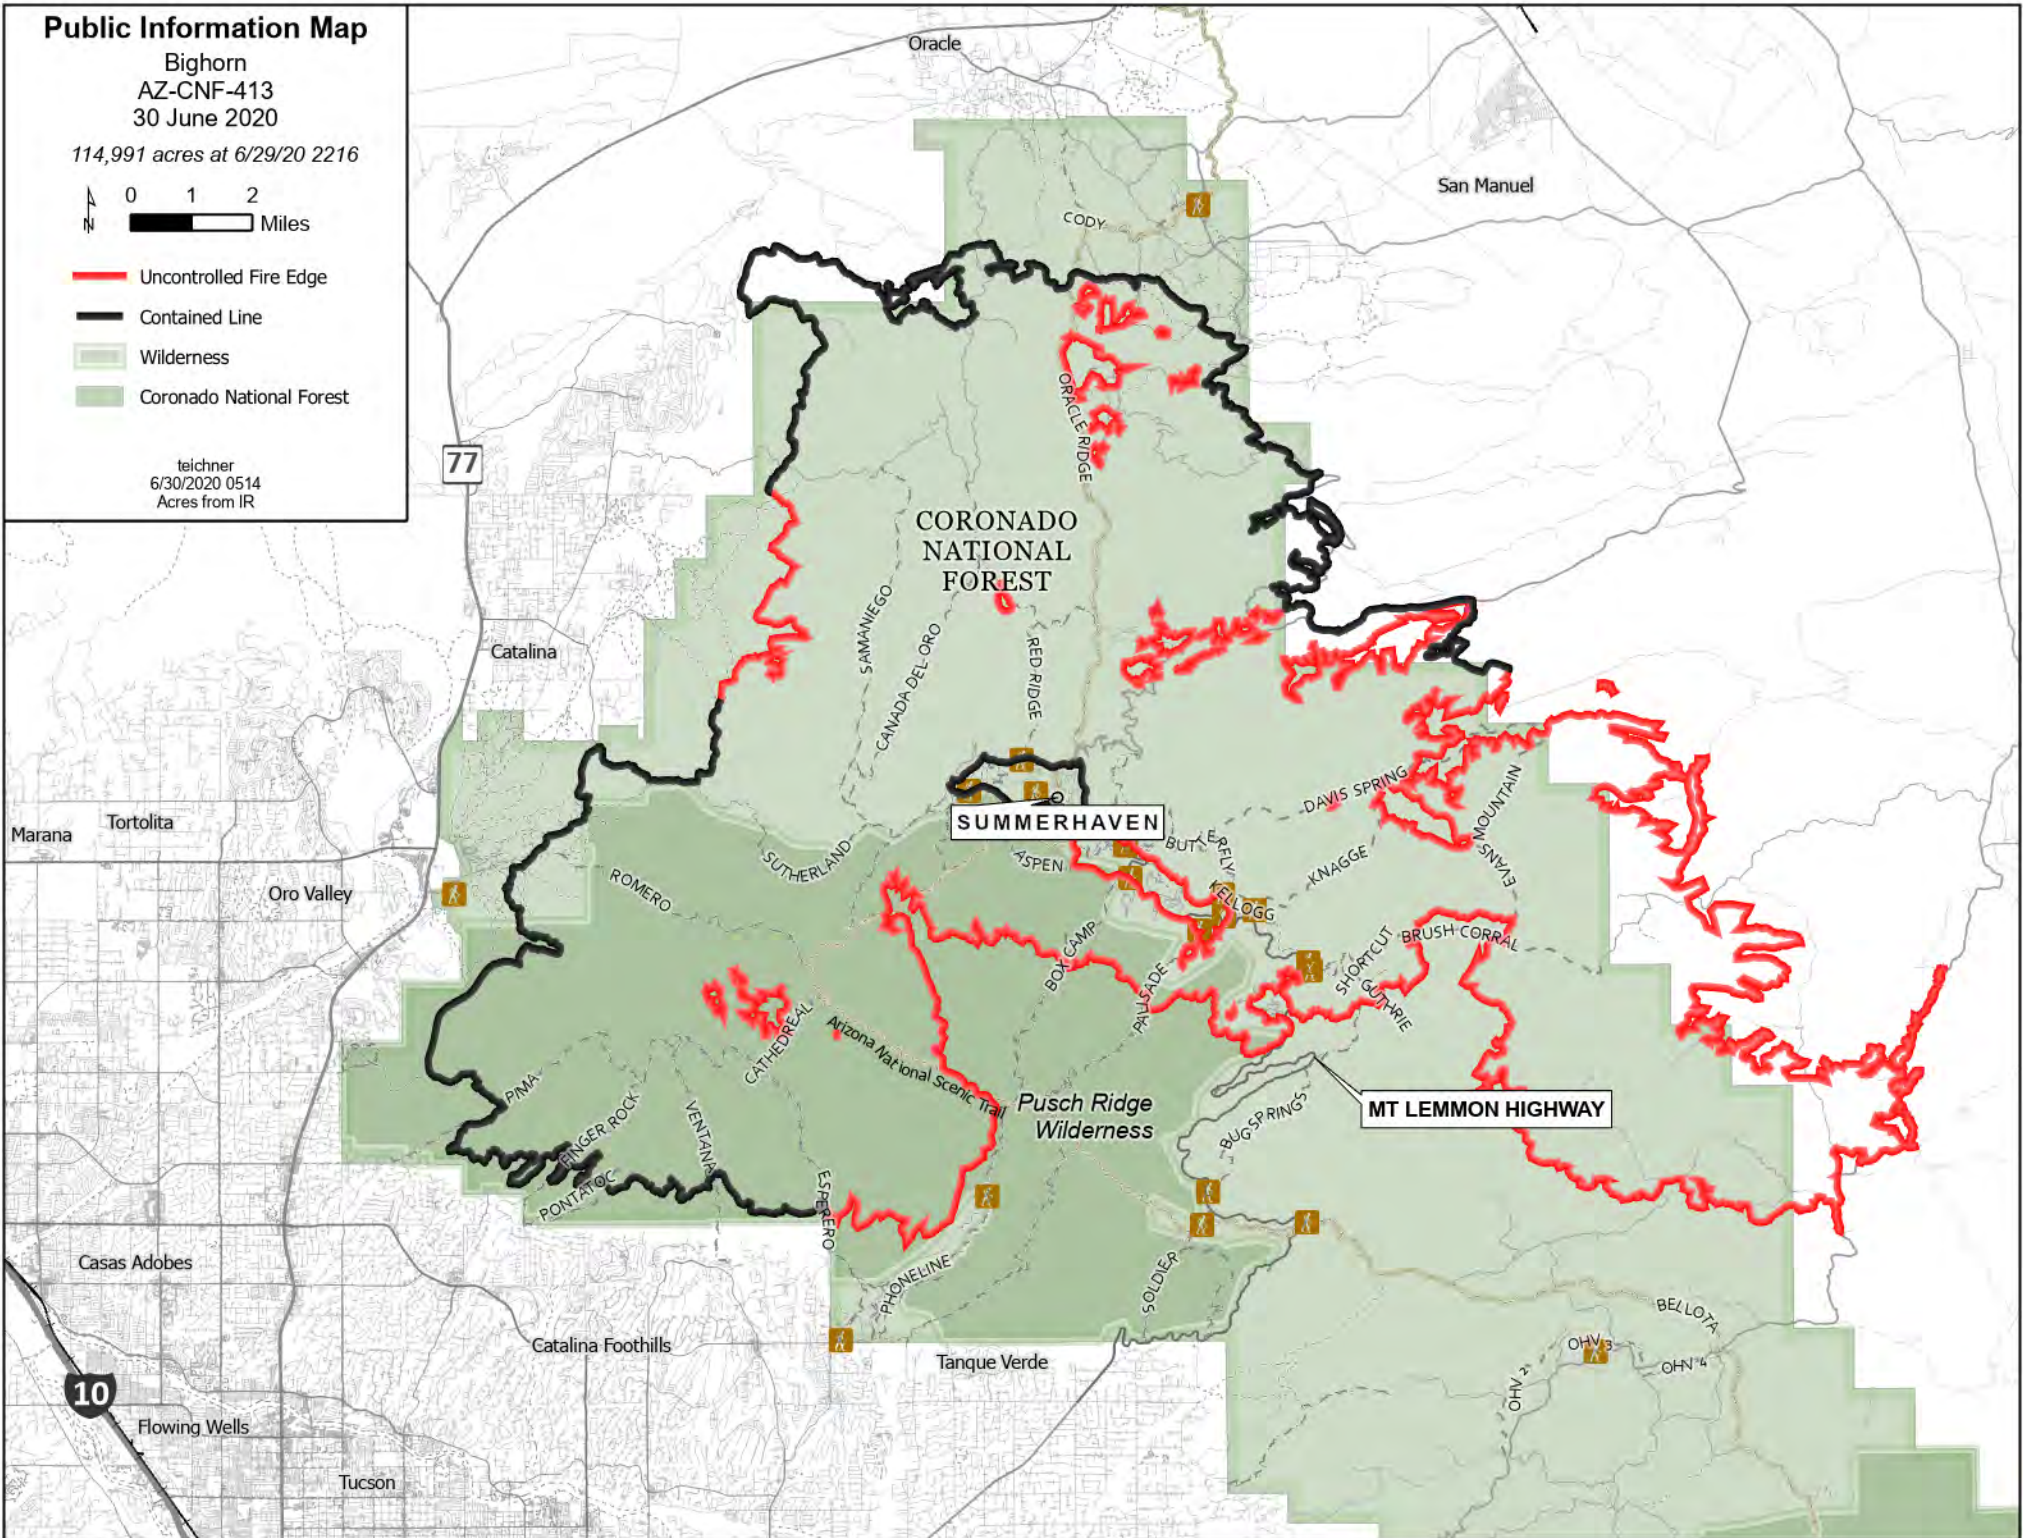 Public Information Map
Bighorn
AZ-CNF-413
30 June 2020
114,991 acres at 6/29/20 2216
0 1 2
Miles
N
Uncontrolled Fire Edge
Contained Line
Wilderness
Coronado National Forest
teichner
6/30/2020 0514
Acres from IR
Oracle
San Manuel
CODY
ORACLE RIDGE
77
CORONADO
NATIONAL
FOREST
SAMANIEGO
CANADA DEL ORO
RED RIDGE
Catalina
Marana
Tortolita
Oro Valley
SUMMERHAVEN
DAVIS SPRING
EVANS MOUNTAIN
BUTTERFLY
KNAGGE
KELLOGG
ASPEN
SUTHERLAND
ROMERO
BOX CAMP
PALISADE
SHORTCUT
BRUSH CORRAL
GUTHRIE
CATHEDREAL
Arizona National Scenic Trail
PIMA
FINGER ROCK
VENTANA
PONTATOC
ESPERERO
Pusch Ridge
Wilderness
MT LEMMON HIGHWAY
BUG SPRINGS
PHONELINE
SOLDIER
BELLOTA
OHV 3
OHV 4
OHV 2
Casas Adobes
Catalina Foothills
Tanque Verde
10
Flowing Wells
Tucson